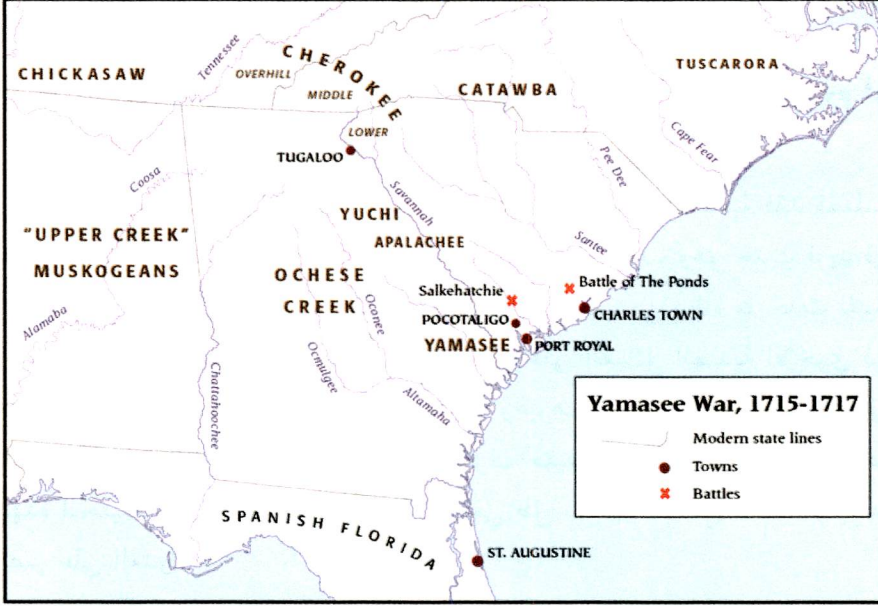 CHICKASAW
Tennessee
CHEROKEE
OVERHILL
MIDDLE
LOWER
CATAWBA
TUSCARORA
Cape Fear
Pee Dee
TUGALOO
Coosa
Savannah
YUCHI
APALACHEE
Santee
"UPPER CREEK"
MUSKOGEANS
OCHESE
CREEK
Salkehatchie
Battle of The Ponds
POCOTALIGO
CHARLES TOWN
YAMASEE
PORT ROYAL
Alamaba
Oconee
Ocmulgee
Altamaha
Chattahoochee
Yamasee War, 1715-1717
Modern state lines
Towns
Battles
SPANISH FLORIDA
ST. AUGUSTINE